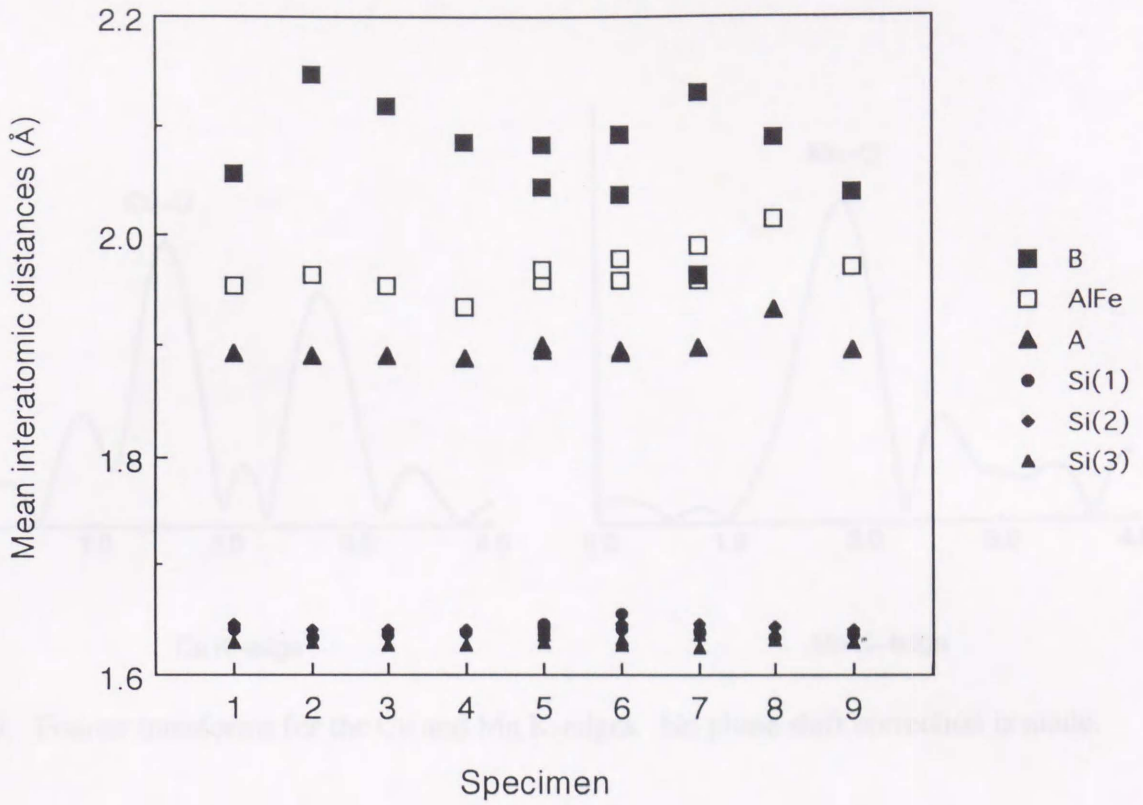 2.2
2.0
1.8
1.6
Mean interatomic distances (Å)
1 2 3 4 5 6 7 8 9
Specimen
B
AlFe
A
Si(1)
Si(2)
Si(3)
Fourier transforms for the Cu and Mn K-edges. No phase shift correction is made.